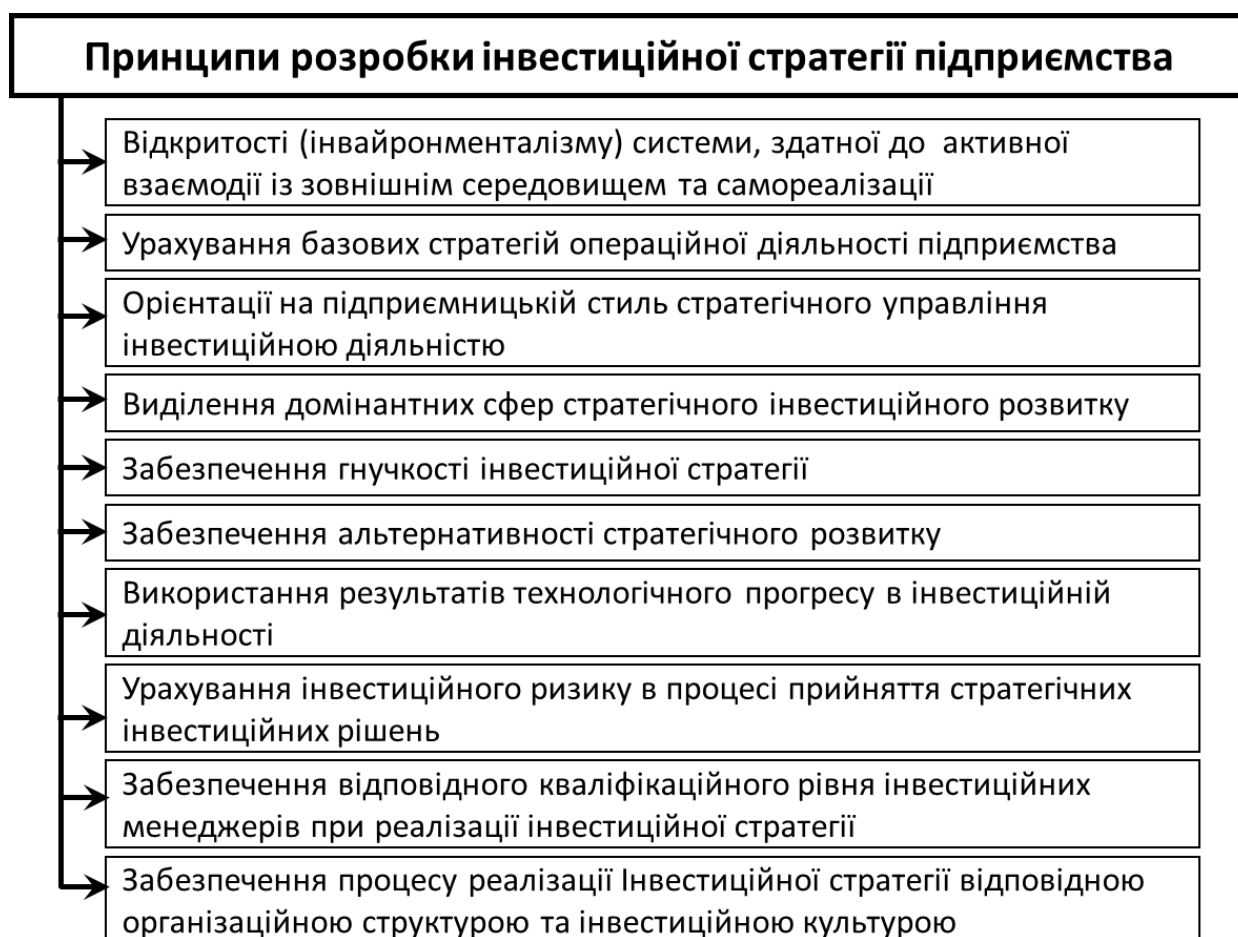 Принципи розробки інвестиційної стратегії підприємства
Відкритості (інвайронменталізму) системи, здатної до активної
взаємодії із зовнішнім середовищем та самореалізації
Урахування базових стратегій операційної діяльності підприємства
Орієнтації на підприємницькій стиль стратегічного управління
інвестиційною діяльністю
Виділення домінантних сфер стратегічного інвестиційного розвитку
Забезпечення гнучкості інвестиційної стратегії
Забезпечення альтернативності стратегічного розвитку
Використання результатів технологічного прогресу в інвестиційній
діяльності
Урахування інвестиційного ризику в процесі прийняття стратегічних
інвестиційних рішень
Забезпечення відповідного кваліфікаційного рівня інвестиційних
менеджерів при реалізації інвестиційної стратегії
Забезпечення процесу реалізації Інвестиційної стратегії відповідною
організаційною структурою та інвестиційною культурою